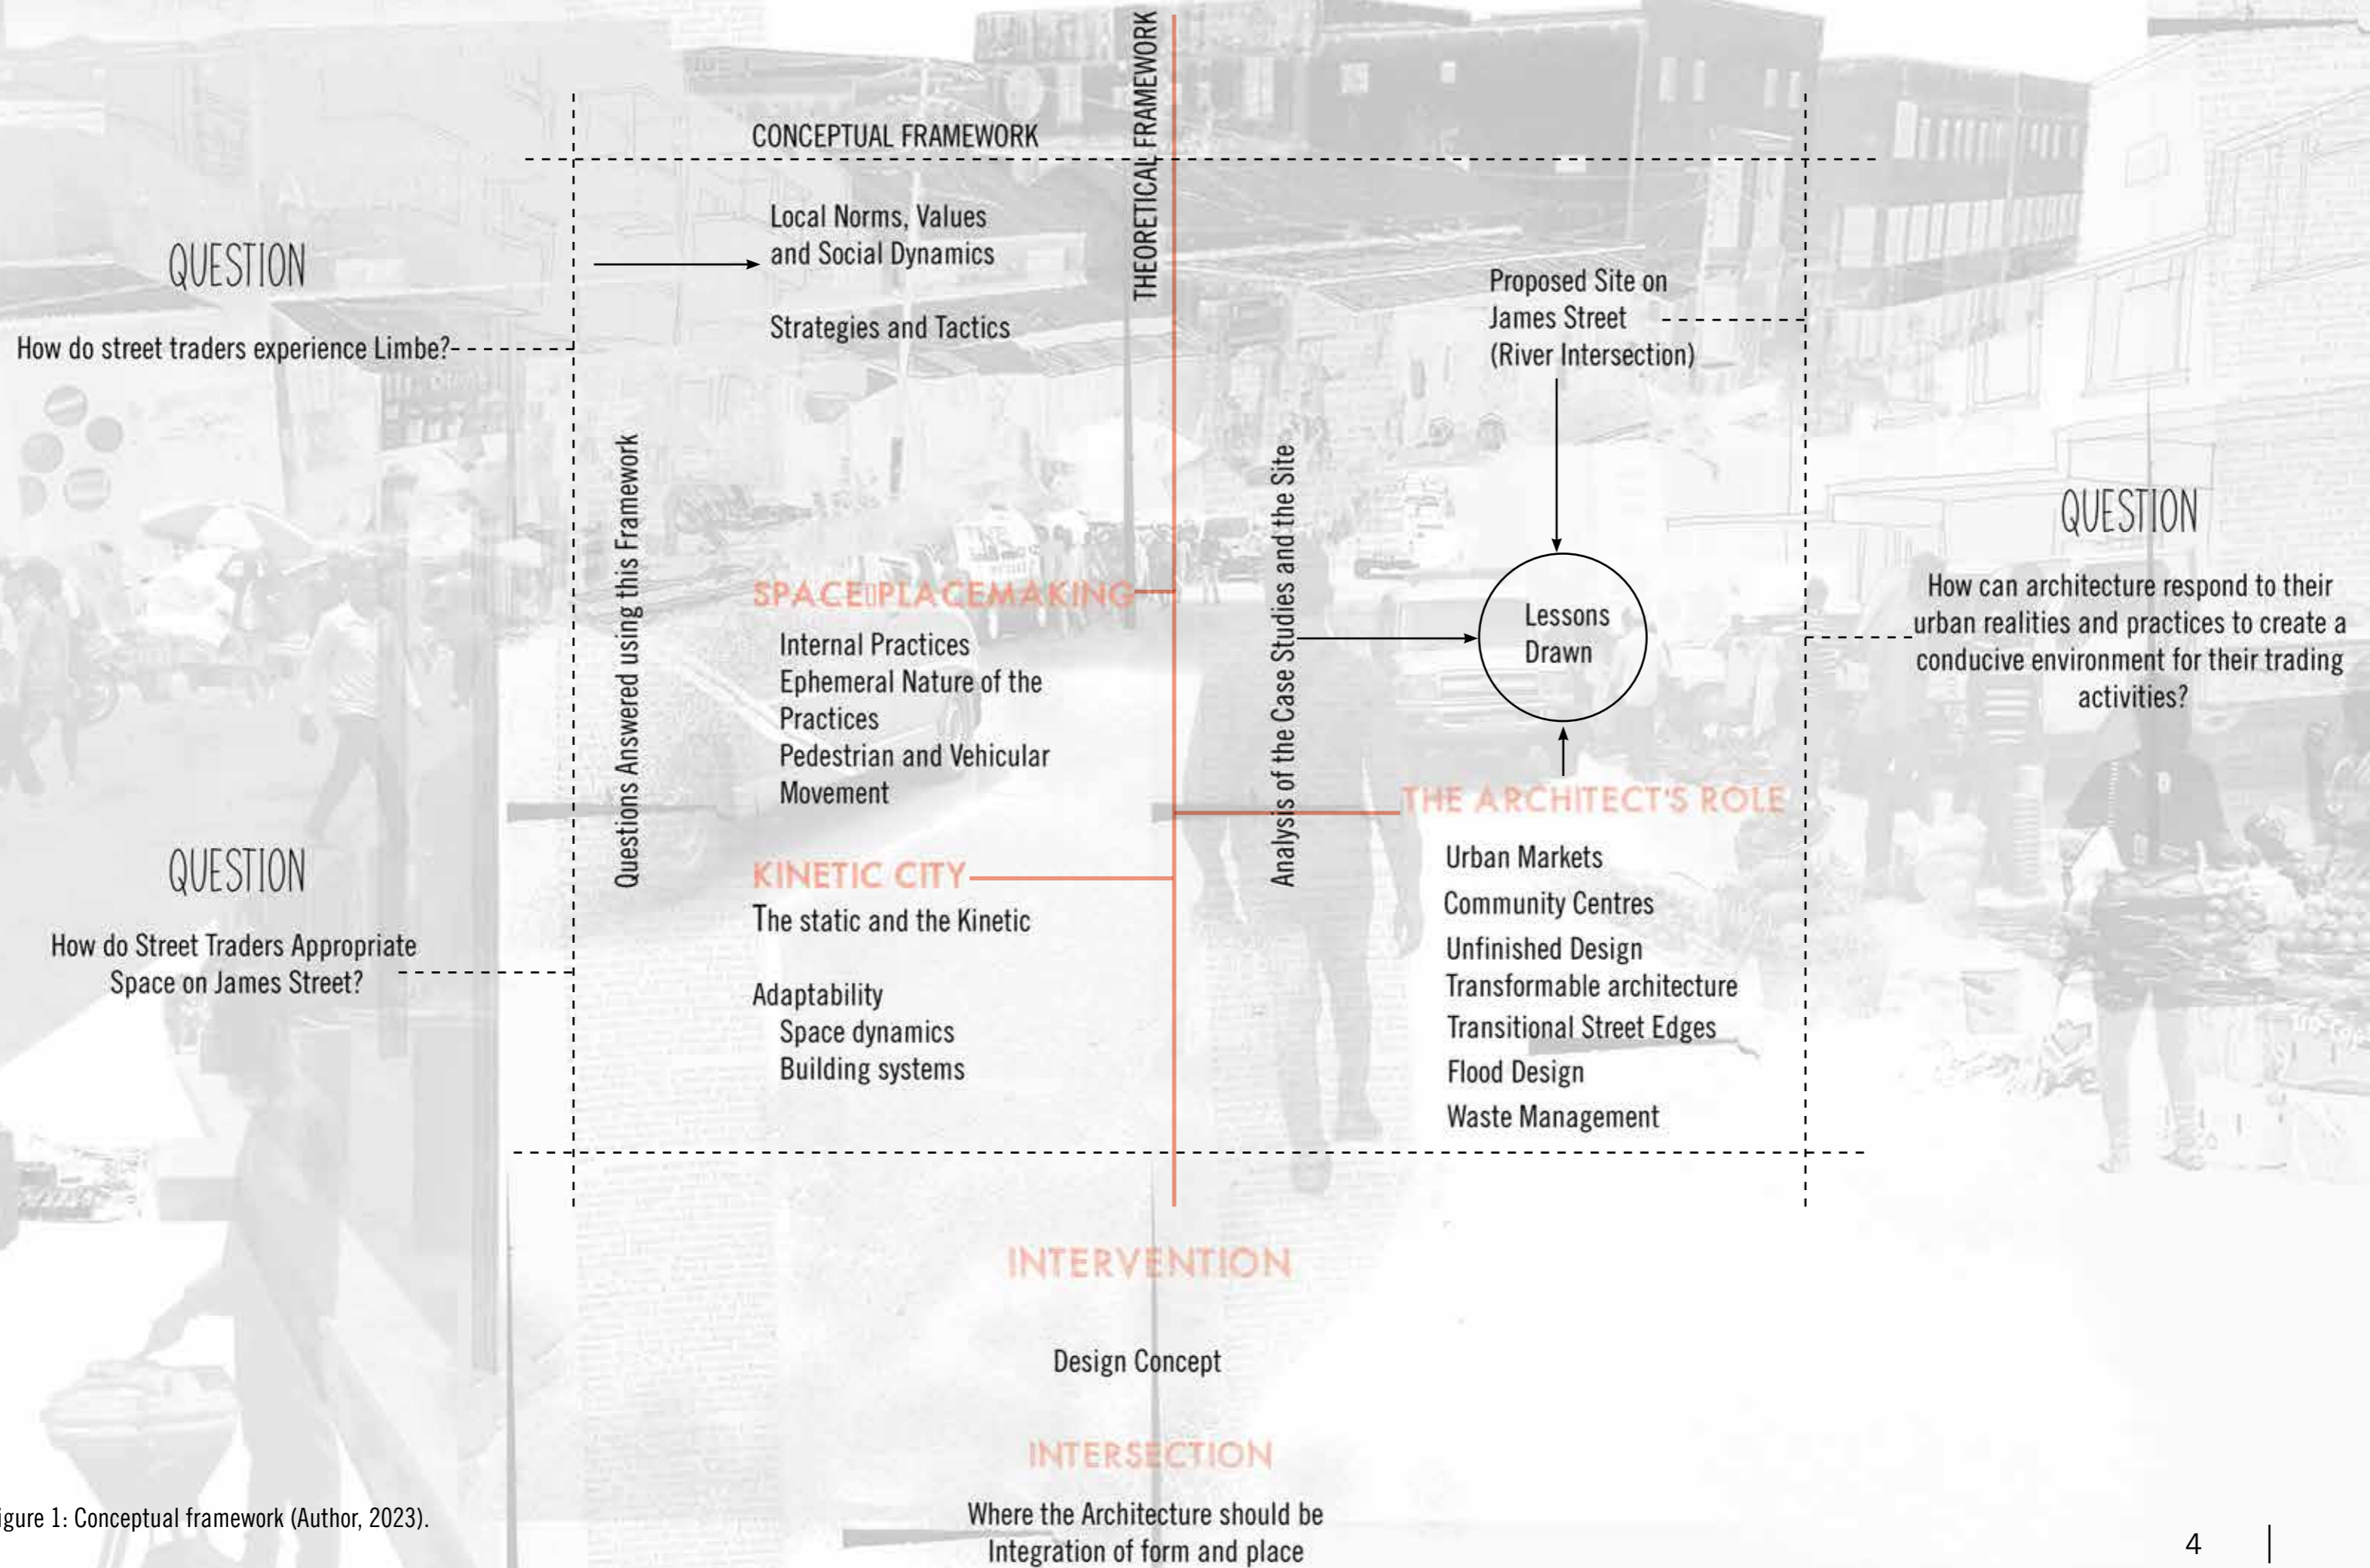 CONCEPTUAL FRAMEWORK
THEORETICAL FRAMEWORK
QUESTION
How do street traders experience Limbe?
Local Norms, Values
and Social Dynamics
Strategies and Tactics
Questions Answered using this Framework
SPACE▯PLACEMAKING
Internal Practices
Ephemeral Nature of the
Practices
Pedestrian and Vehicular
Movement
QUESTION
How do Street Traders Appropriate
Space on James Street?
KINETIC CITY
The static and the Kinetic
Adaptability
Space dynamics
Building systems
Analysis of the Case Studies and the Site
Proposed Site on
James Street
(River Intersection)
Lessons
Drawn
THE ARCHITECT'S ROLE
Urban Markets
Community Centres
Unfinished Design
Transformable architecture
Transitional Street Edges
Flood Design
Waste Management
QUESTION
How can architecture respond to their
urban realities and practices to create a
conducive environment for their trading
activities?
INTERVENTION
Design Concept
INTERSECTION
Where the Architecture should be
Integration of form and place
igure 1: Conceptual framework (Author, 2023).
4